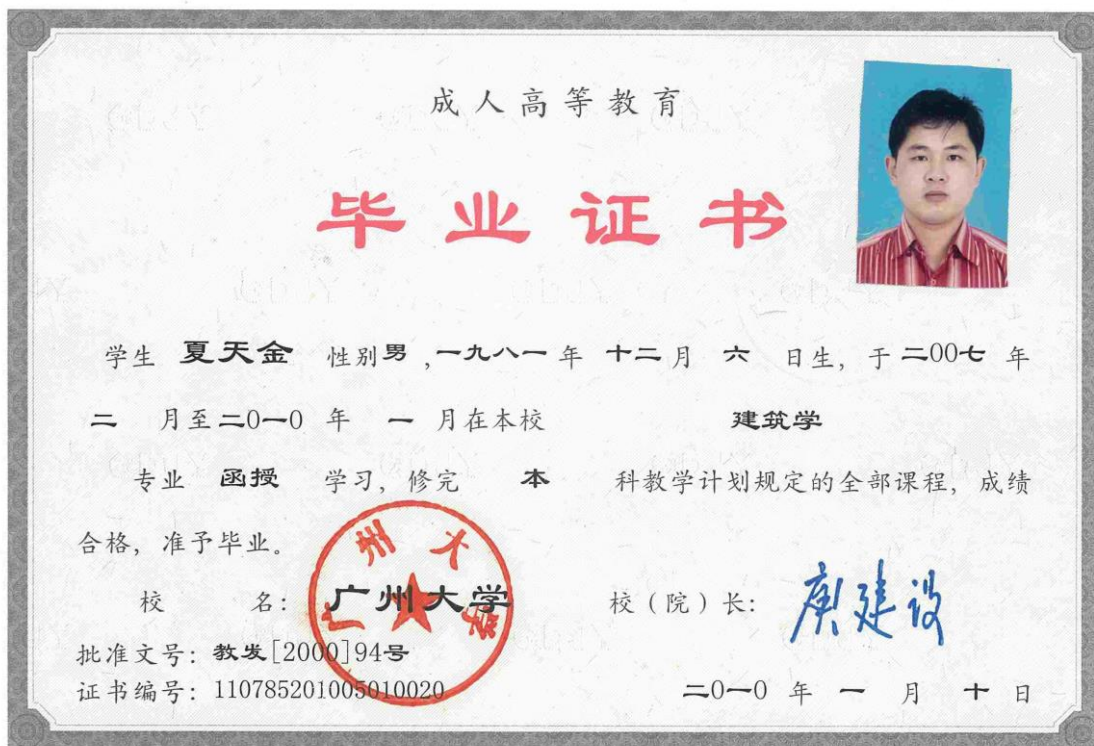 成人高等教育
毕业证书
学生 夏天金 性别男，一九八一年 十二月 六 日生，于二00七 年
二 月至二0一0 年 一 月在本校 建筑学
专业 函授 学习，修完 本 科教学计划规定的全部课程，成绩
合格，准予毕业。
校 名：广州大学 校（院）长：庾建设
广州大学
批准文号：教发[2000]94号
证书编号：110785201005010020 二0一0 年 一 月 十 日